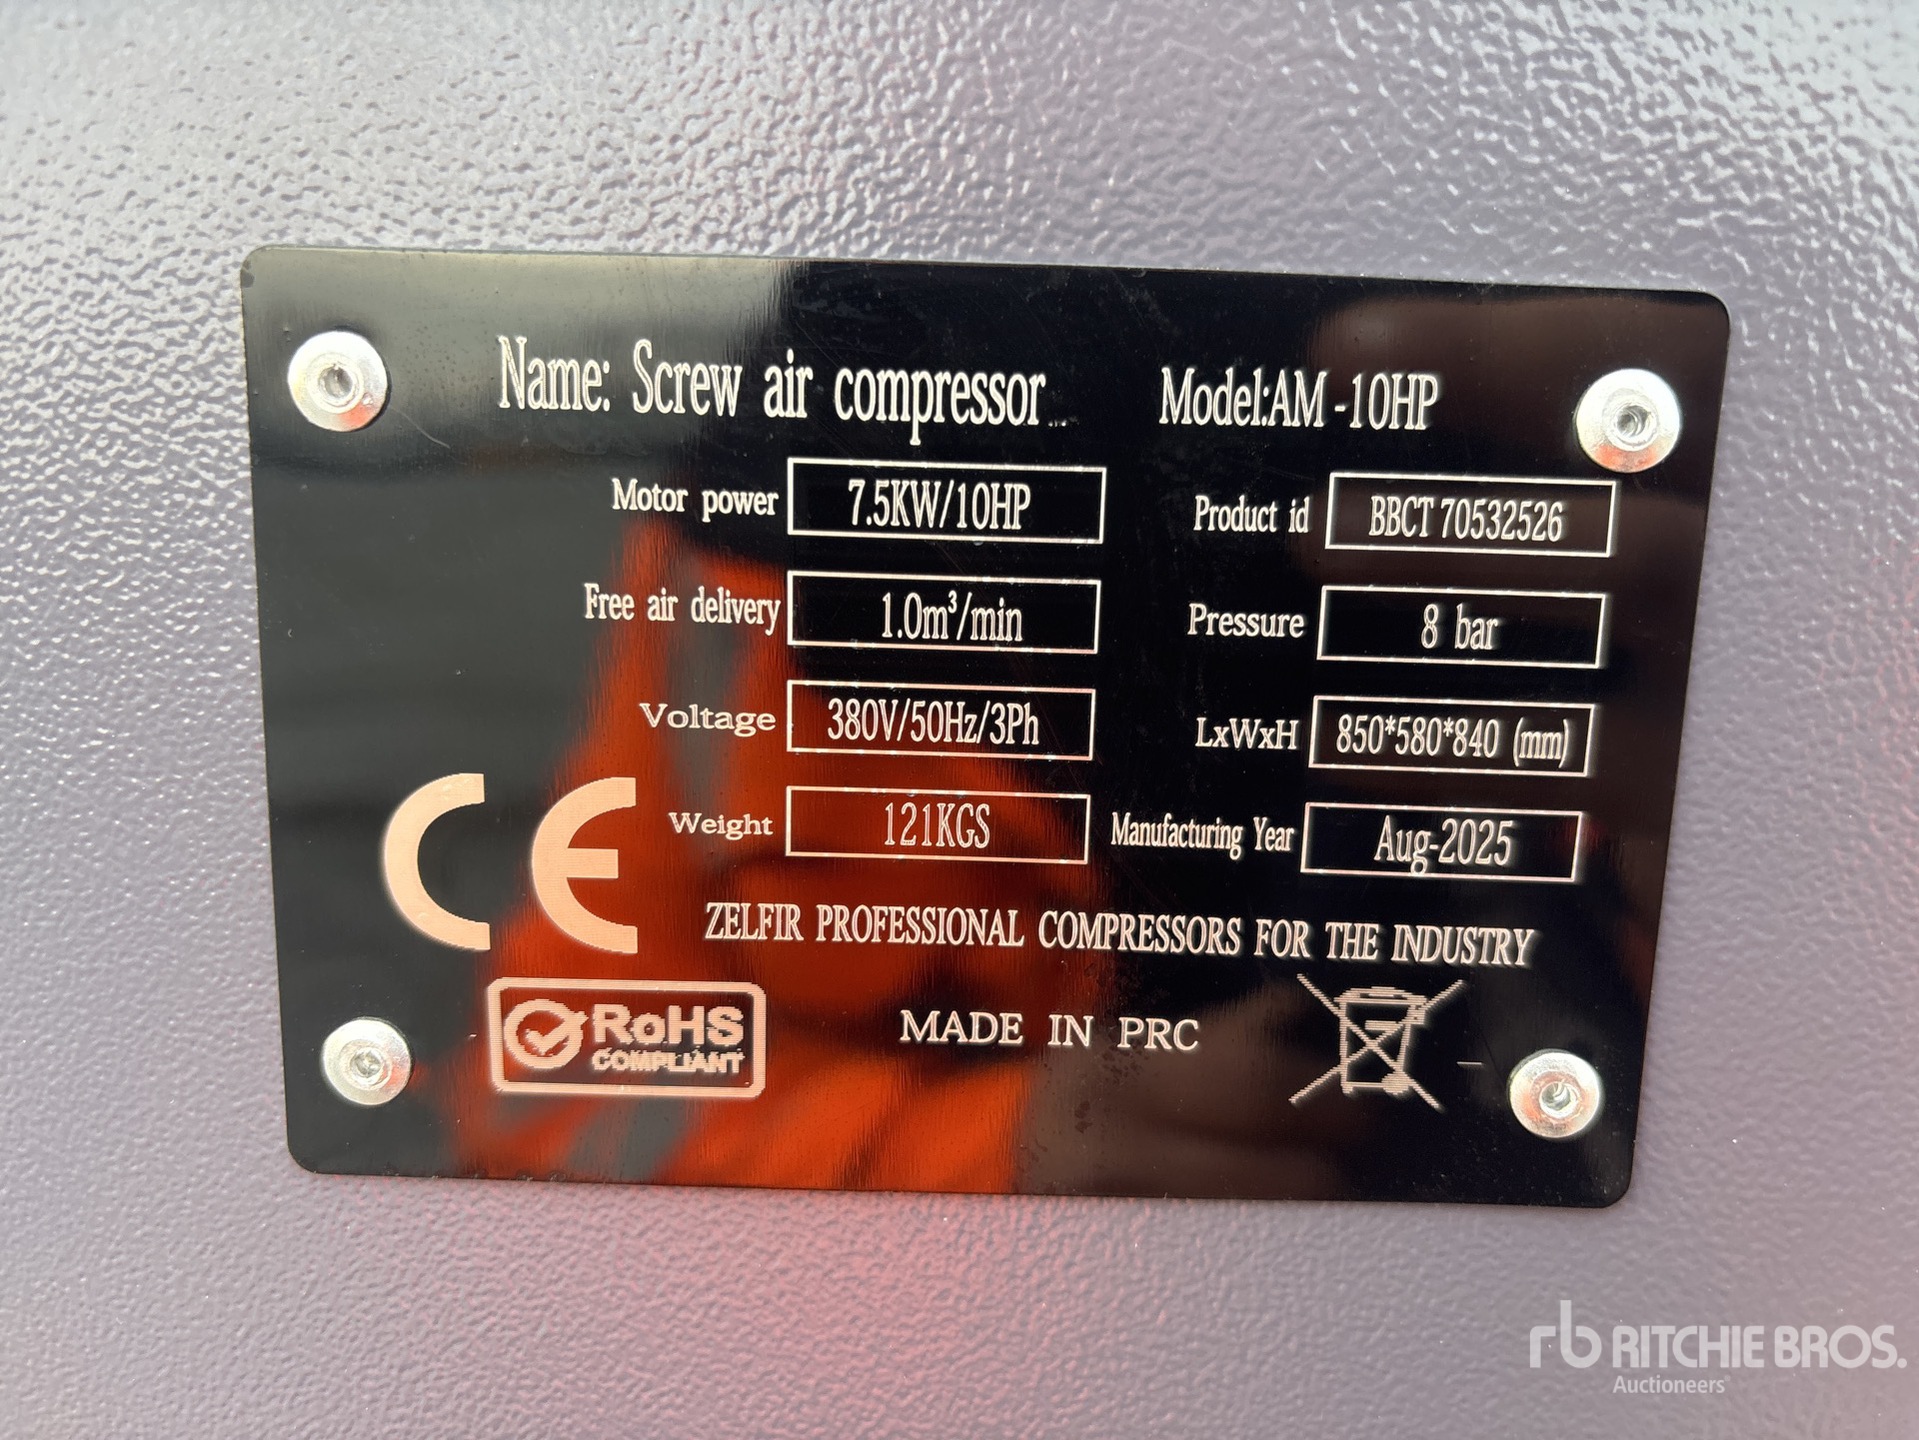 Name: Screw air compressor Model:AM -10HP
Motor power 7.5KW/10HP Product id BBCT 70532526
Free air delivery 1.0m³/min Pressure 8 bar
Voltage 380V/50Hz/3Ph LxWxH 850*580*840 (mm)
Weight 121KGS Manufacturing Year Aug-2025
CE
ZELFIR PROFESSIONAL COMPRESSORS FOR THE INDUSTRY
RoHS
COMPLIANT
MADE IN PRC
rb RITCHIE BROS.
Auctioneers